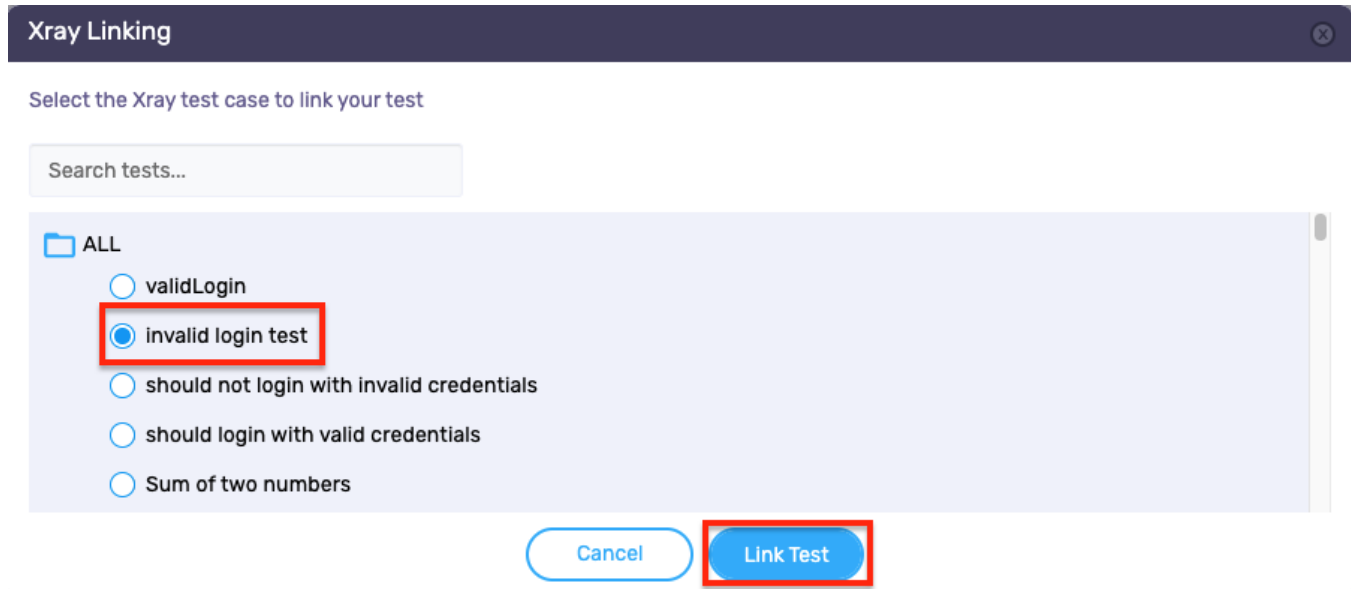 Xray Linking
Select the Xray test case to link your test
Search tests...
ALL
validLogin
invalid login test
should not login with invalid credentials
should login with valid credentials
Sum of two numbers
Cancel
Link Test